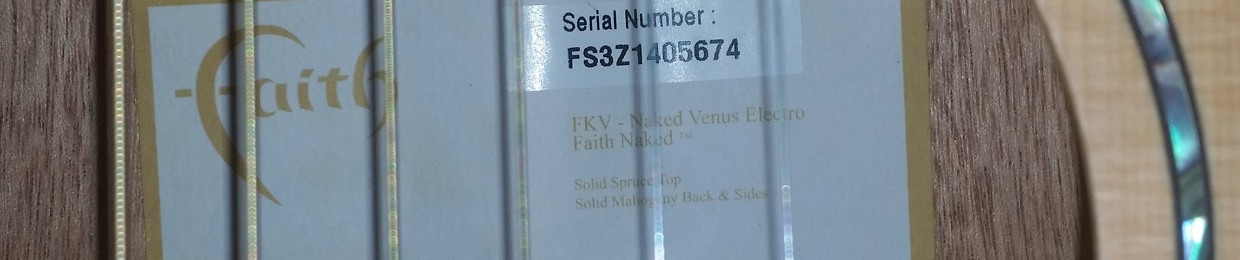 Faith
Serial Number :
FS3Z1405674
FKV - Naked Venus Electro
Faith Naked ™
Solid Spruce Top
Solid Mahogany Back & Sides